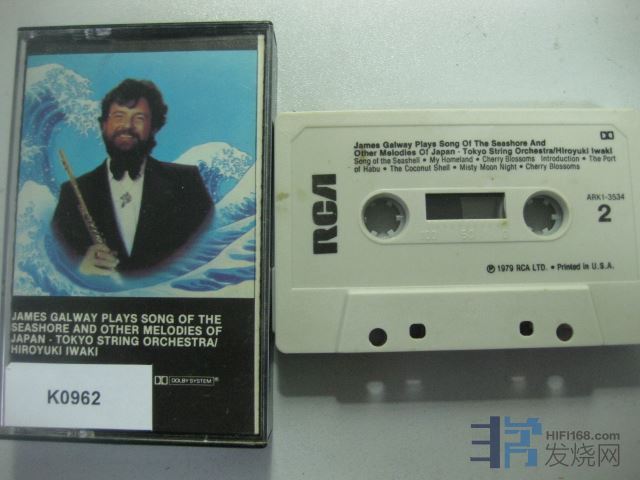 JAMES GALWAY PLAYS SONG OF THE
SEASHORE AND OTHER MELODIES OF
JAPAN - TOKYO STRING ORCHESTRA/
HIROYUKI IWAKI
K0962
DOLBY SYSTEM
James Galway Plays Song Of The Seashore And
Other Melodies Of Japan - Tokyo String Orchestra/Hiroyuki Iwaki
Song of the Seashell • My Homeland • Cherry Blossoms Introduction • The Port
of Habu • The Coconut Shell • Misty Moon Night • Cherry Blossoms
RCA
ARK1-3534
2
100 50 0
℗ 1979 RCA LTD. • Printed in U.S.A.
HIFI168.com
发烧网